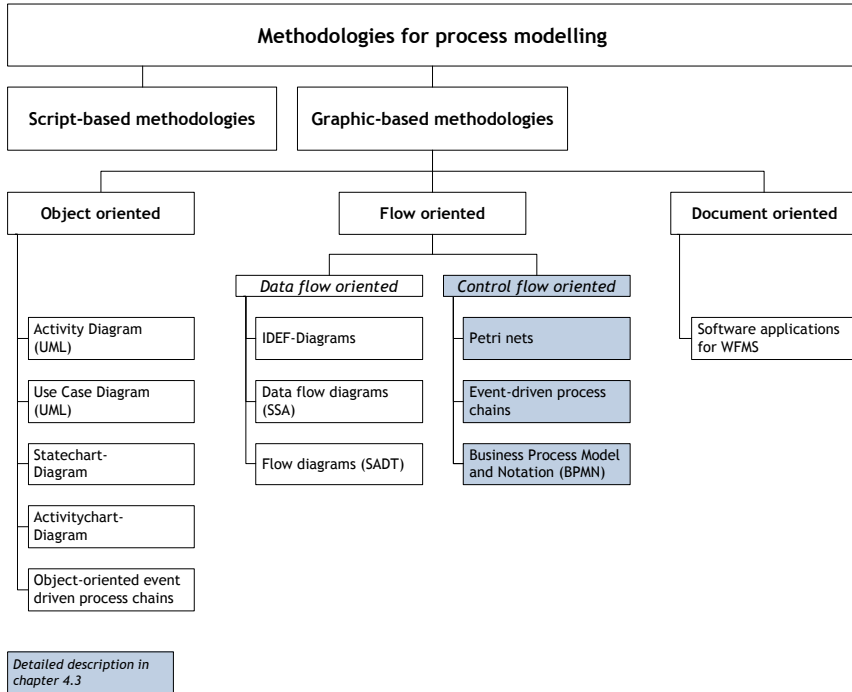 Methodologies for process modelling
Script-based methodologies
Graphic-based methodologies
Object oriented
Flow oriented
Document oriented
Data flow oriented
Control flow oriented
Activity Diagram
(UML)
Use Case Diagram
(UML)
Statechart-
Diagram
Activitychart-
Diagram
Object-oriented event
driven process chains
IDEF-Diagrams
Data flow diagrams
(SSA)
Flow diagrams (SADT)
Petri nets
Event-driven process
chains
Business Process Model
and Notation (BPMN)
Software applications
for WFMS
Detailed description in
chapter 4.3